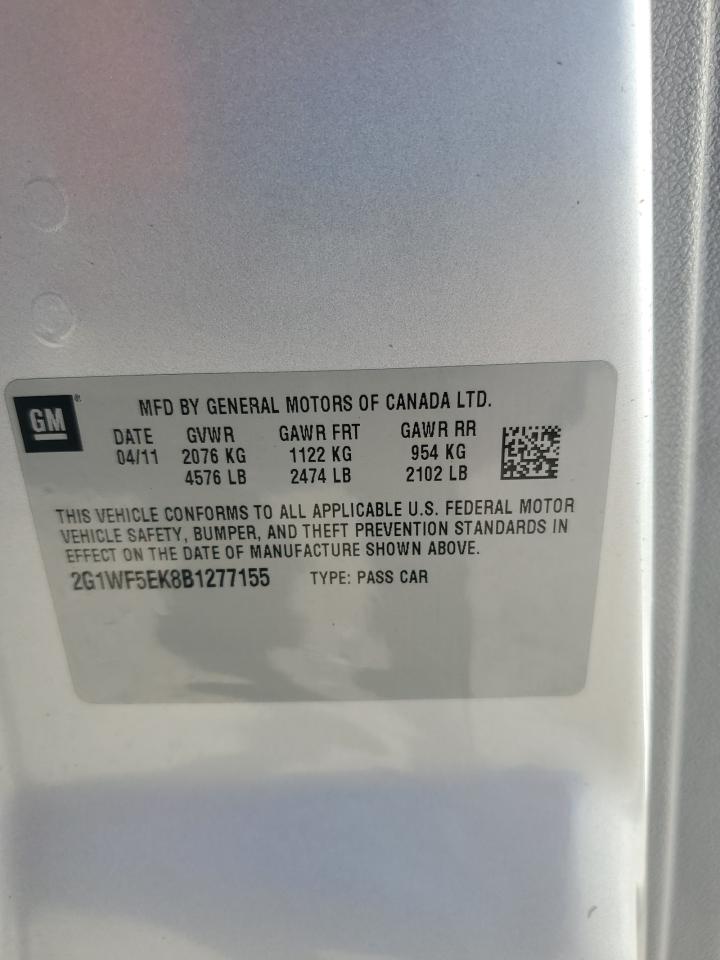 GM ®
MFD BY GENERAL MOTORS OF CANADA LTD.
DATE GVWR GAWR FRT GAWR RR
04/11 2076 KG 1122 KG 954 KG
4576 LB 2474 LB 2102 LB
THIS VEHICLE CONFORMS TO ALL APPLICABLE U.S. FEDERAL MOTOR
VEHICLE SAFETY, BUMPER, AND THEFT PREVENTION STANDARDS IN
EFFECT ON THE DATE OF MANUFACTURE SHOWN ABOVE.
2G1WF5EK8B1277155 TYPE: PASS CAR